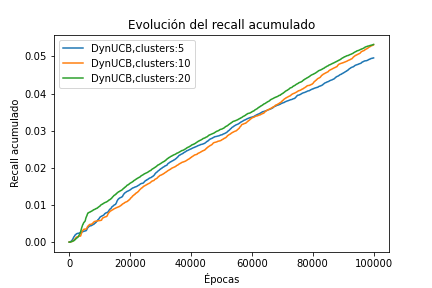 Evolución del recall acumulado
DynUCB,clusters:5
DynUCB,clusters:10
DynUCB,clusters:20
Recall acumulado
0.05
0.04
0.03
0.02
0.01
0.00
0
20000
40000
60000
80000
100000
Épocas